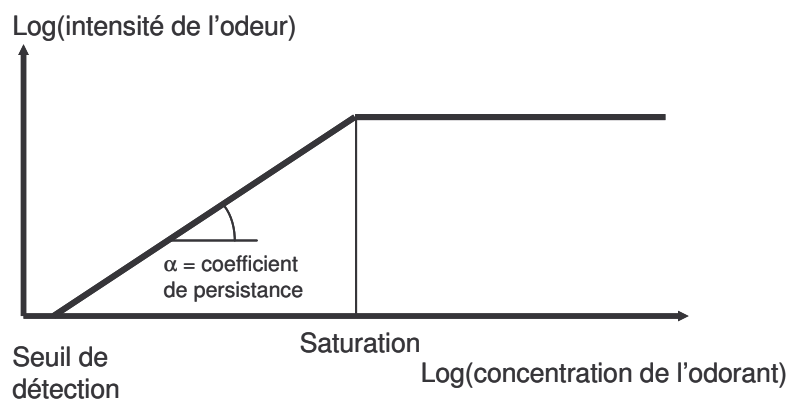 Log(intensité de l'odeur)
α = coefficient
de persistance
Saturation
Seuil de
détection
Log(concentration de l'odorant)